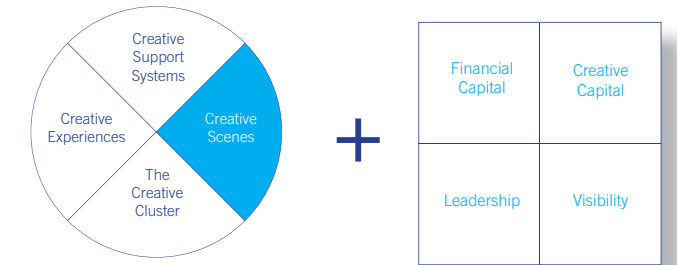 Creative
Support
Systems
Creative
Experiences
Creative
Scenes
The
Creative
Cluster
+
Financial
Capital
Creative
Capital
Leadership
Visibility